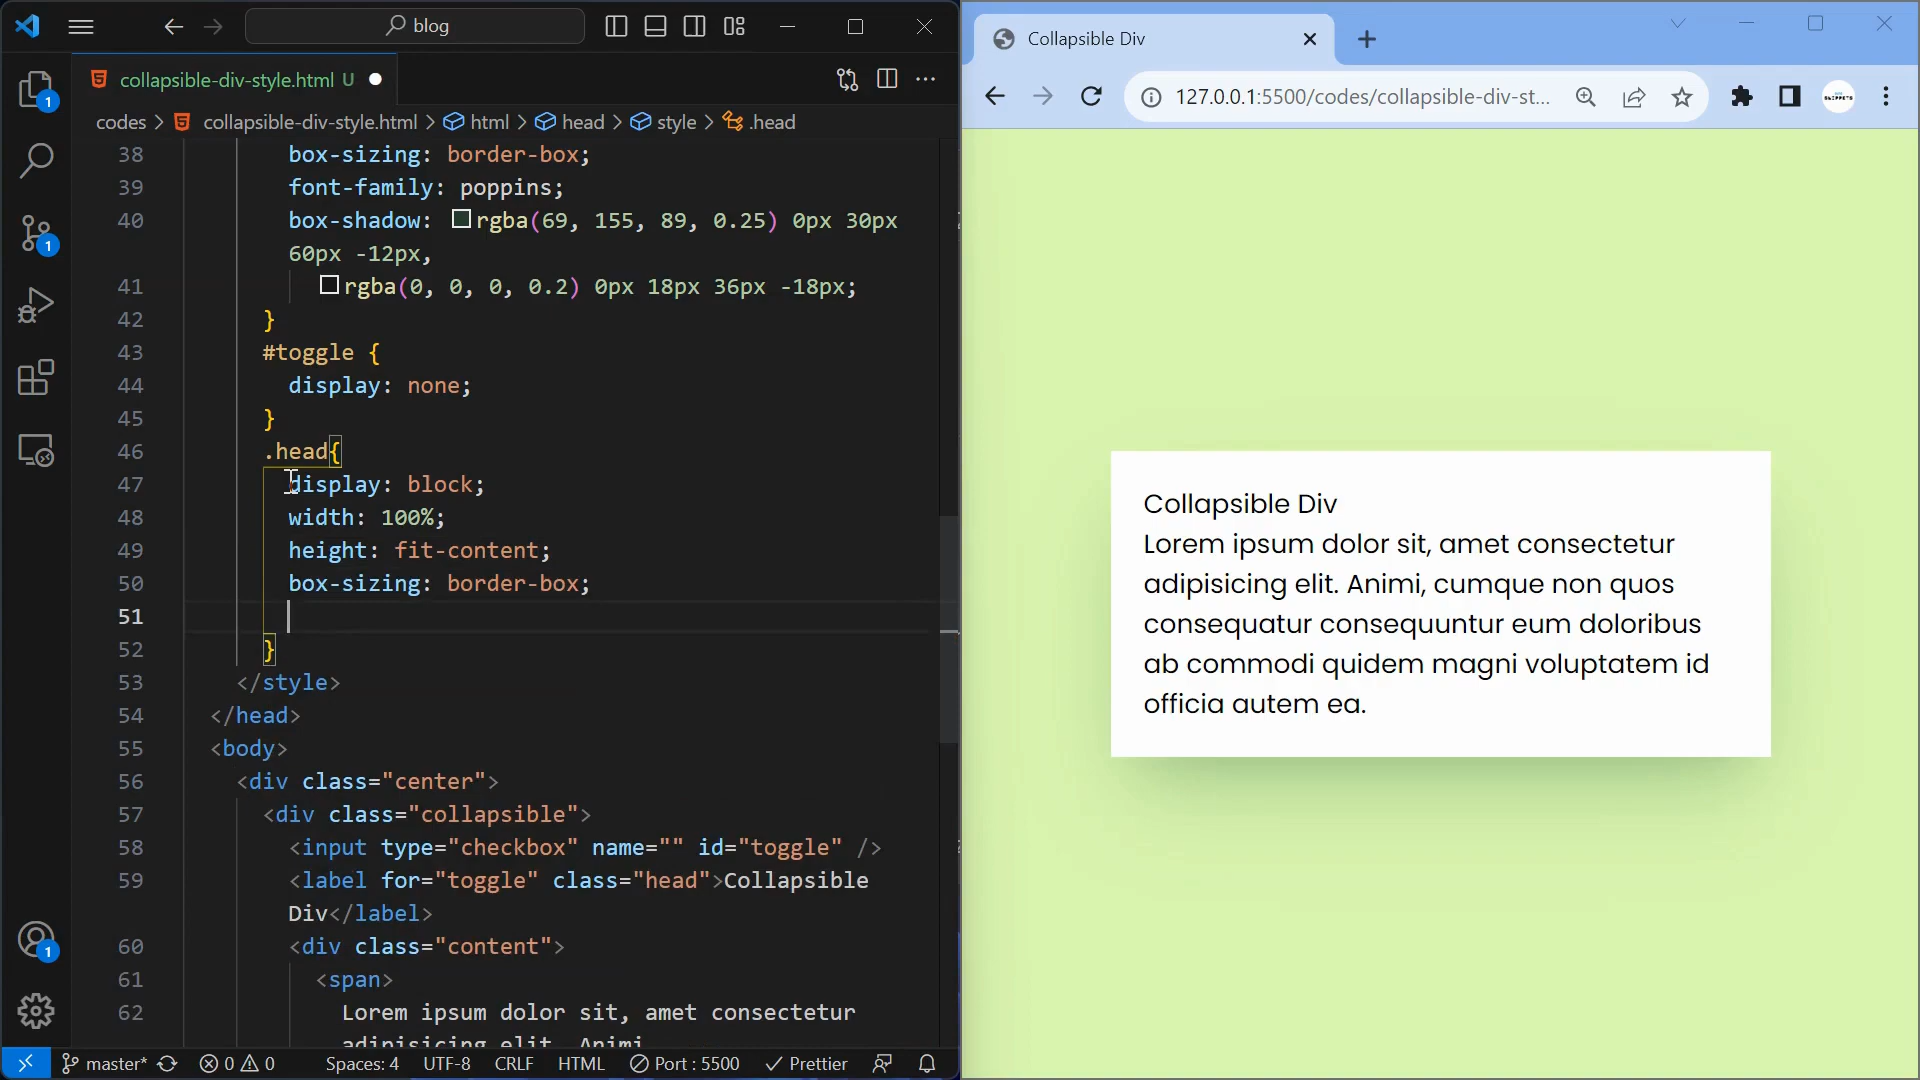 blog
Collapsible Div
collapsible-div-style.html U
127.0.0.1:5500/codes/collapsible-div-st...
codes > collapsible-div-style.html > html > head > style > .head
38 box-sizing: border-box;
39 font-family: poppins;
40 box-shadow: rgba(69, 155, 89, 0.25) 0px 30px
60px -12px,
41 rgba(0, 0, 0, 0.2) 0px 18px 36px -18px;
42 }
43 #toggle {
44 display: none;
45 }
46 .head{
47 display: block;
48 width: 100%;
49 height: fit-content;
50 box-sizing: border-box;
51
52 }
53 </style>
54 </head>
55 <body>
56 <div class="center">
57 <div class="collapsible">
58 <input type="checkbox" name="" id="toggle" />
59 <label for="toggle" class="head">Collapsible
Div</label>
60 <div class="content">
61 <span>
62 Lorem ipsum dolor sit, amet consectetur
adipisicing elit. Animi,
1
1
1
master* 0 0 Spaces: 4 UTF-8 CRLF HTML Port : 5500 Prettier
Collapsible Div
Lorem ipsum dolor sit, amet consectetur
adipisicing elit. Animi, cumque non quos
consequatur consequuntur eum doloribus
ab commodi quidem magni voluptatem id
officia autem ea.